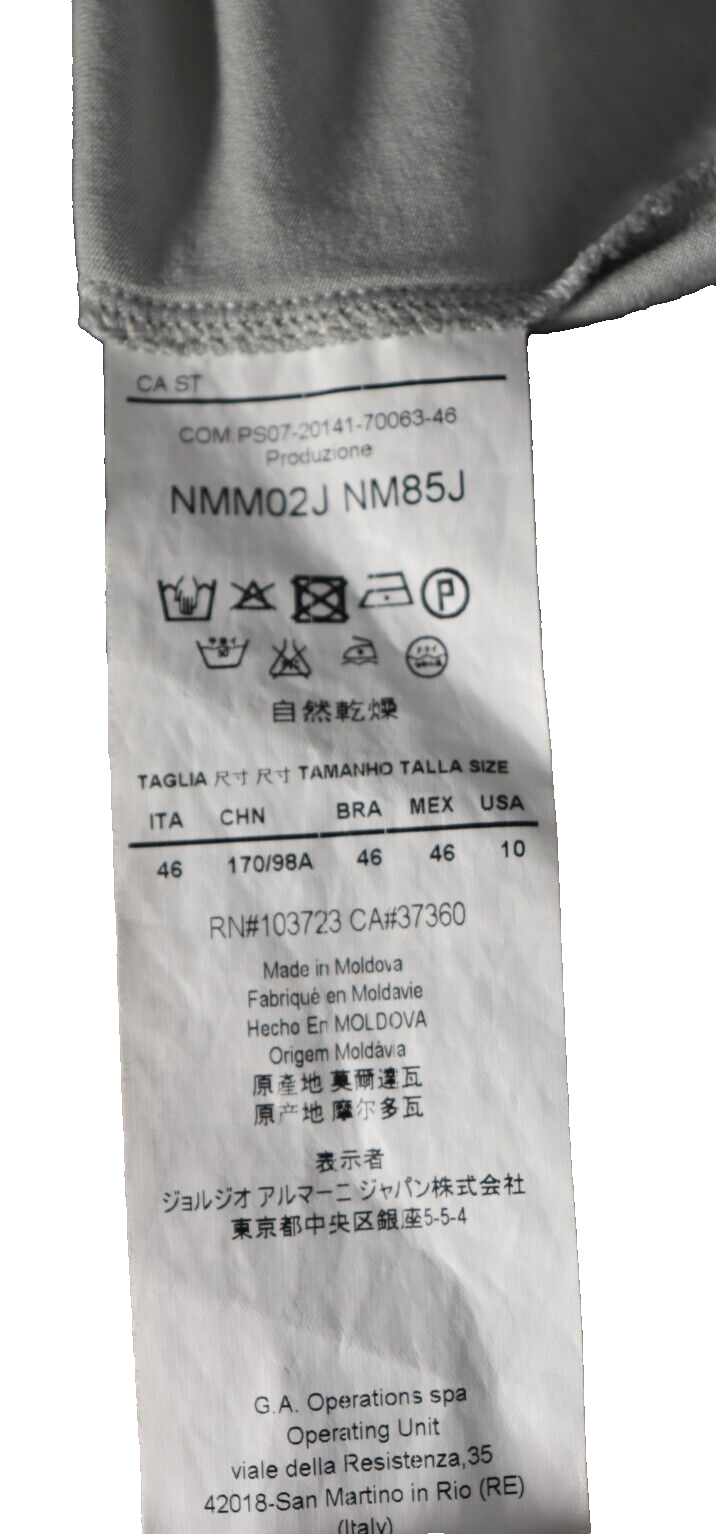 CA ST
COM.PS07-20141-70063-46
Produzione
NMM02J NM85J
P
自然乾燥
TAGLIA 尺寸 尺寸 TAMANHO TALLA SIZE
ITA CHN BRA MEX USA
46 170/98A 46 46 10
RN#103723 CA#37360
Made in Moldova
Fabriqué en Moldavie
Hecho En MOLDOVA
Origem Moldávia
原產地 莫爾達瓦
原产地 摩尔多瓦
表示者
ジョルジオ アルマーニ ジャパン株式会社
東京都中央区銀座5-5-4
G.A. Operations spa
Operating Unit
viale della Resistenza,35
42018-San Martino in Rio (RE)
(Italy)